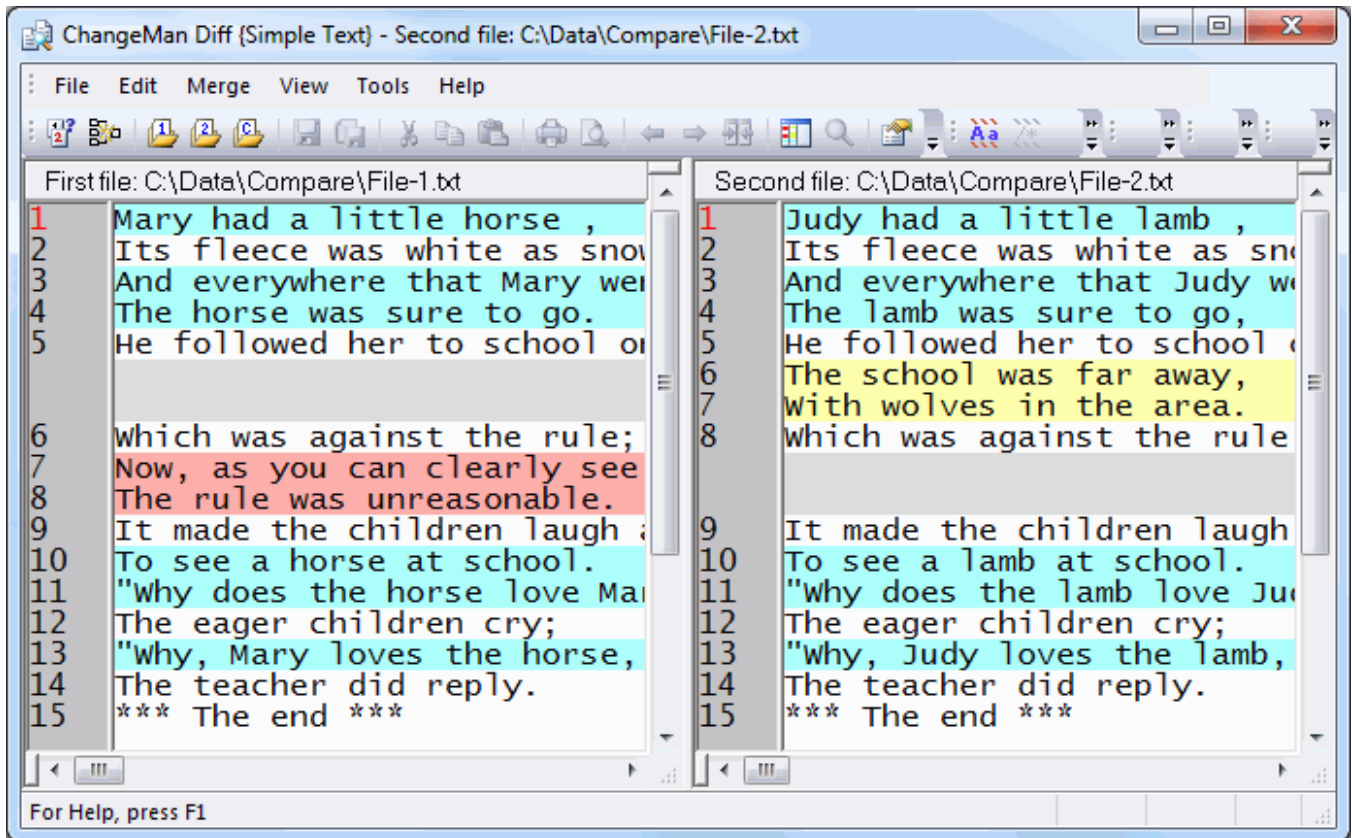 ChangeMan Diff {Simple Text} - Second file: C:\Data\Compare\File-2.txt
File Edit Merge View Tools Help
First file: C:\Data\Compare\File-1.txt
1 Mary had a little horse ,
2 Its fleece was white as snow
3 And everywhere that Mary
4 The horse was sure to go.
5 He followed her to school
6 Which was against the rule;
7 Now, as you can clearly see
8 The rule was unreasonable.
9 It made the children laugh
10 To see a horse at school.
11 "Why does the horse love
12 The eager children cry;
13 "Why, Mary loves the horse,
14 The teacher did reply.
15 *** The end ***
Second file: C:\Data\Compare\File-2.txt
1 Judy had a little lamb ,
2 Its fleece was white as
3 And everywhere that Judy
4 The lamb was sure to go,
5 He followed her to school
6 The school was far away,
7 With wolves in the area.
8 Which was against the rule
9 It made the children laugh
10 To see a lamb at school.
11 "Why does the lamb love
12 The eager children cry;
13 "Why, Judy loves the lamb,
14 The teacher did reply.
15 *** The end ***
For Help, press F1